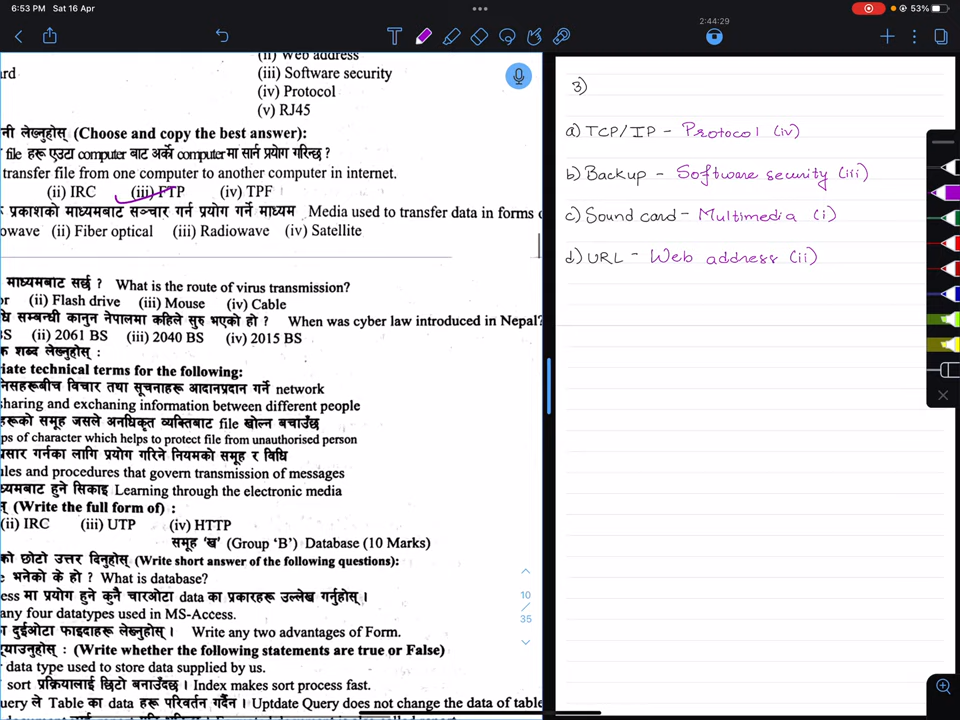 6:53 PM Sat 16 Apr
53%
2:44:29
(ii) Web address
ard
(iii) Software security
(iv) Protocol
(v) RJ45
नी लेख्नुहोस् (Choose and copy the best answer):
file हरू एउटा computer बाट अर्को computer मा सार्न प्रयोग गरिन्छ ?
transfer file from one computer to another computer in internet.
(ii) IRC (iii) FTP (iv) TPF
प्रकाशको माध्यमबाट सञ्चार गर्न प्रयोग गर्ने माध्यम Media used to transfer data in forms o
owave (ii) Fiber optical (iii) Radiowave (iv) Satellite
माध्यमबाट सर्छ ? What is the route of virus transmission?
or (ii) Flash drive (iii) Mouse (iv) Cable
धि सम्बन्धी कानुन नेपालमा कहिले सुरु भएको हो ? When was cyber law introduced in Nepal?
BS (ii) 2061 BS (iii) 2040 BS (iv) 2015 BS
क शब्द लेख्नुहोस् :
iate technical terms for the following:
निसहरूबीच विचार तथा सूचनाहरू आदानप्रदान गर्ने network
sharing and exchaning information between different people
हरूको समूह जसले अनधिकृत व्यक्तिबाट file खोल्न बचाउँछ
ps of character which helps to protect file from unauthorised person
प्रसार गर्नका लागि प्रयोग गरिने नियमको समूह र विधि
ules and procedures that govern transmission of messages
ध्यमबाट हुने सिकाइ Learning through the electronic media
स् (Write the full form of) :
(ii) IRC (iii) UTP (iv) HTTP
समूह ‘ख’ (Group ‘B’) Database (10 Marks)
को छोटो उत्तर दिनुहोस् (Write short answer of the following questions):
e भनेको के हो ? What is database?
ess मा प्रयोग हुने कुनै चारओटा data का प्रकारहरू उल्लेख गर्नुहोस् ।
any four datatypes used in MS-Access.
का दुईओटा फाइदाहरू लेख्नुहोस् । Write any two advantages of Form.
ट्याउनुहोस् : (Write whether the following statements are true or False)
data type used to store data supplied by us.
sort प्रक्रियालाई छिटो बनाउँदछ । Index makes sort process fast.
uery ले Table का data हरू परिवर्तन गर्दैन । Uptdate Query does not change the data of table
10
/
35
3)
a) TCP/IP - Protocol (iv)
b) Backup - Software security (iii)
c) Sound card - Multimedia (i)
d) URL - Web address (ii)